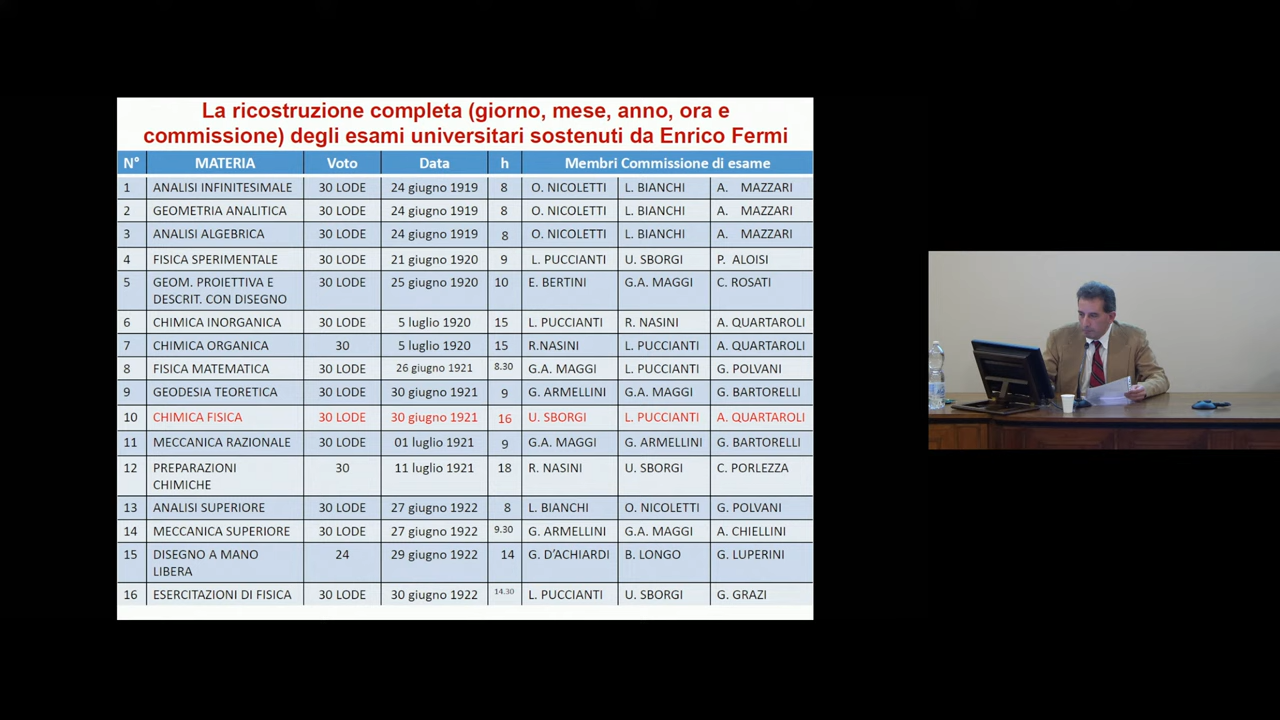 La ricostruzione completa (giorno, mese, anno, ora e
commissione) degli esami universitari sostenuti da Enrico Fermi
N° MATERIA Voto Data h Membri Commissione di esame
1 ANALISI INFINITESIMALE 30 LODE 24 giugno 1919 8 O. NICOLETTI L. BIANCHI A. MAZZARI
2 GEOMETRIA ANALITICA 30 LODE 24 giugno 1919 8 O. NICOLETTI L. BIANCHI A. MAZZARI
3 ANALISI ALGEBRICA 30 LODE 24 giugno 1919 8 O. NICOLETTI L. BIANCHI A. MAZZARI
4 FISICA SPERIMENTALE 30 LODE 21 giugno 1920 9 L. PUCCIANTI U. SBORGI P. ALOISI
5 GEOM. PROIETTIVA E 30 LODE 25 giugno 1920 10 E. BERTINI G.A. MAGGI C. ROSATI
DESCRIT. CON DISEGNO
6 CHIMICA INORGANICA 30 LODE 5 luglio 1920 15 L. PUCCIANTI R. NASINI A. QUARTAROLI
7 CHIMICA ORGANICA 30 5 luglio 1920 15 R.NASINI L. PUCCIANTI A. QUARTAROLI
8 FISICA MATEMATICA 30 LODE 26 giugno 1921 8.30 G.A. MAGGI L. PUCCIANTI G. POLVANI
9 GEODESIA TEORETICA 30 LODE 30 giugno 1921 9 G. ARMELLINI G.A. MAGGI G. BARTORELLI
10 CHIMICA FISICA 30 LODE 30 giugno 1921 16 U. SBORGI L. PUCCIANTI A. QUARTAROLI
11 MECCANICA RAZIONALE 30 LODE 01 luglio 1921 9 G.A. MAGGI G. ARMELLINI G. BARTORELLI
12 PREPARAZIONI 30 11 luglio 1921 18 R. NASINI U. SBORGI C. PORLEZZA
CHIMICHE
13 ANALISI SUPERIORE 30 LODE 27 giugno 1922 8 L. BIANCHI O. NICOLETTI G. POLVANI
14 MECCANICA SUPERIORE 30 LODE 27 giugno 1922 9.30 G. ARMELLINI G.A. MAGGI A. CHIELLINI
15 DISEGNO A MANO 24 29 giugno 1922 14 G. D'ACHIARDI B. LONGO G. LUPERINI
LIBERA
16 ESERCITAZIONI DI FISICA 30 LODE 30 giugno 1922 14.30 L. PUCCIANTI U. SBORGI G. GRAZI